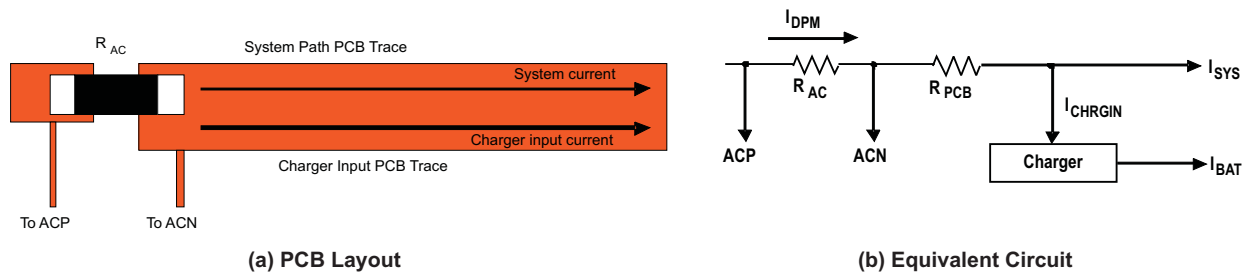 R AC
System Path PCB Trace
System current
Charger input current
Charger Input PCB Trace
To ACP
To ACN
(a) PCB Layout
IDPM
RAC
RPCB
ISYS
ICHRGIN
ACP
ACN
Charger
IBAT
(b) Equivalent Circuit